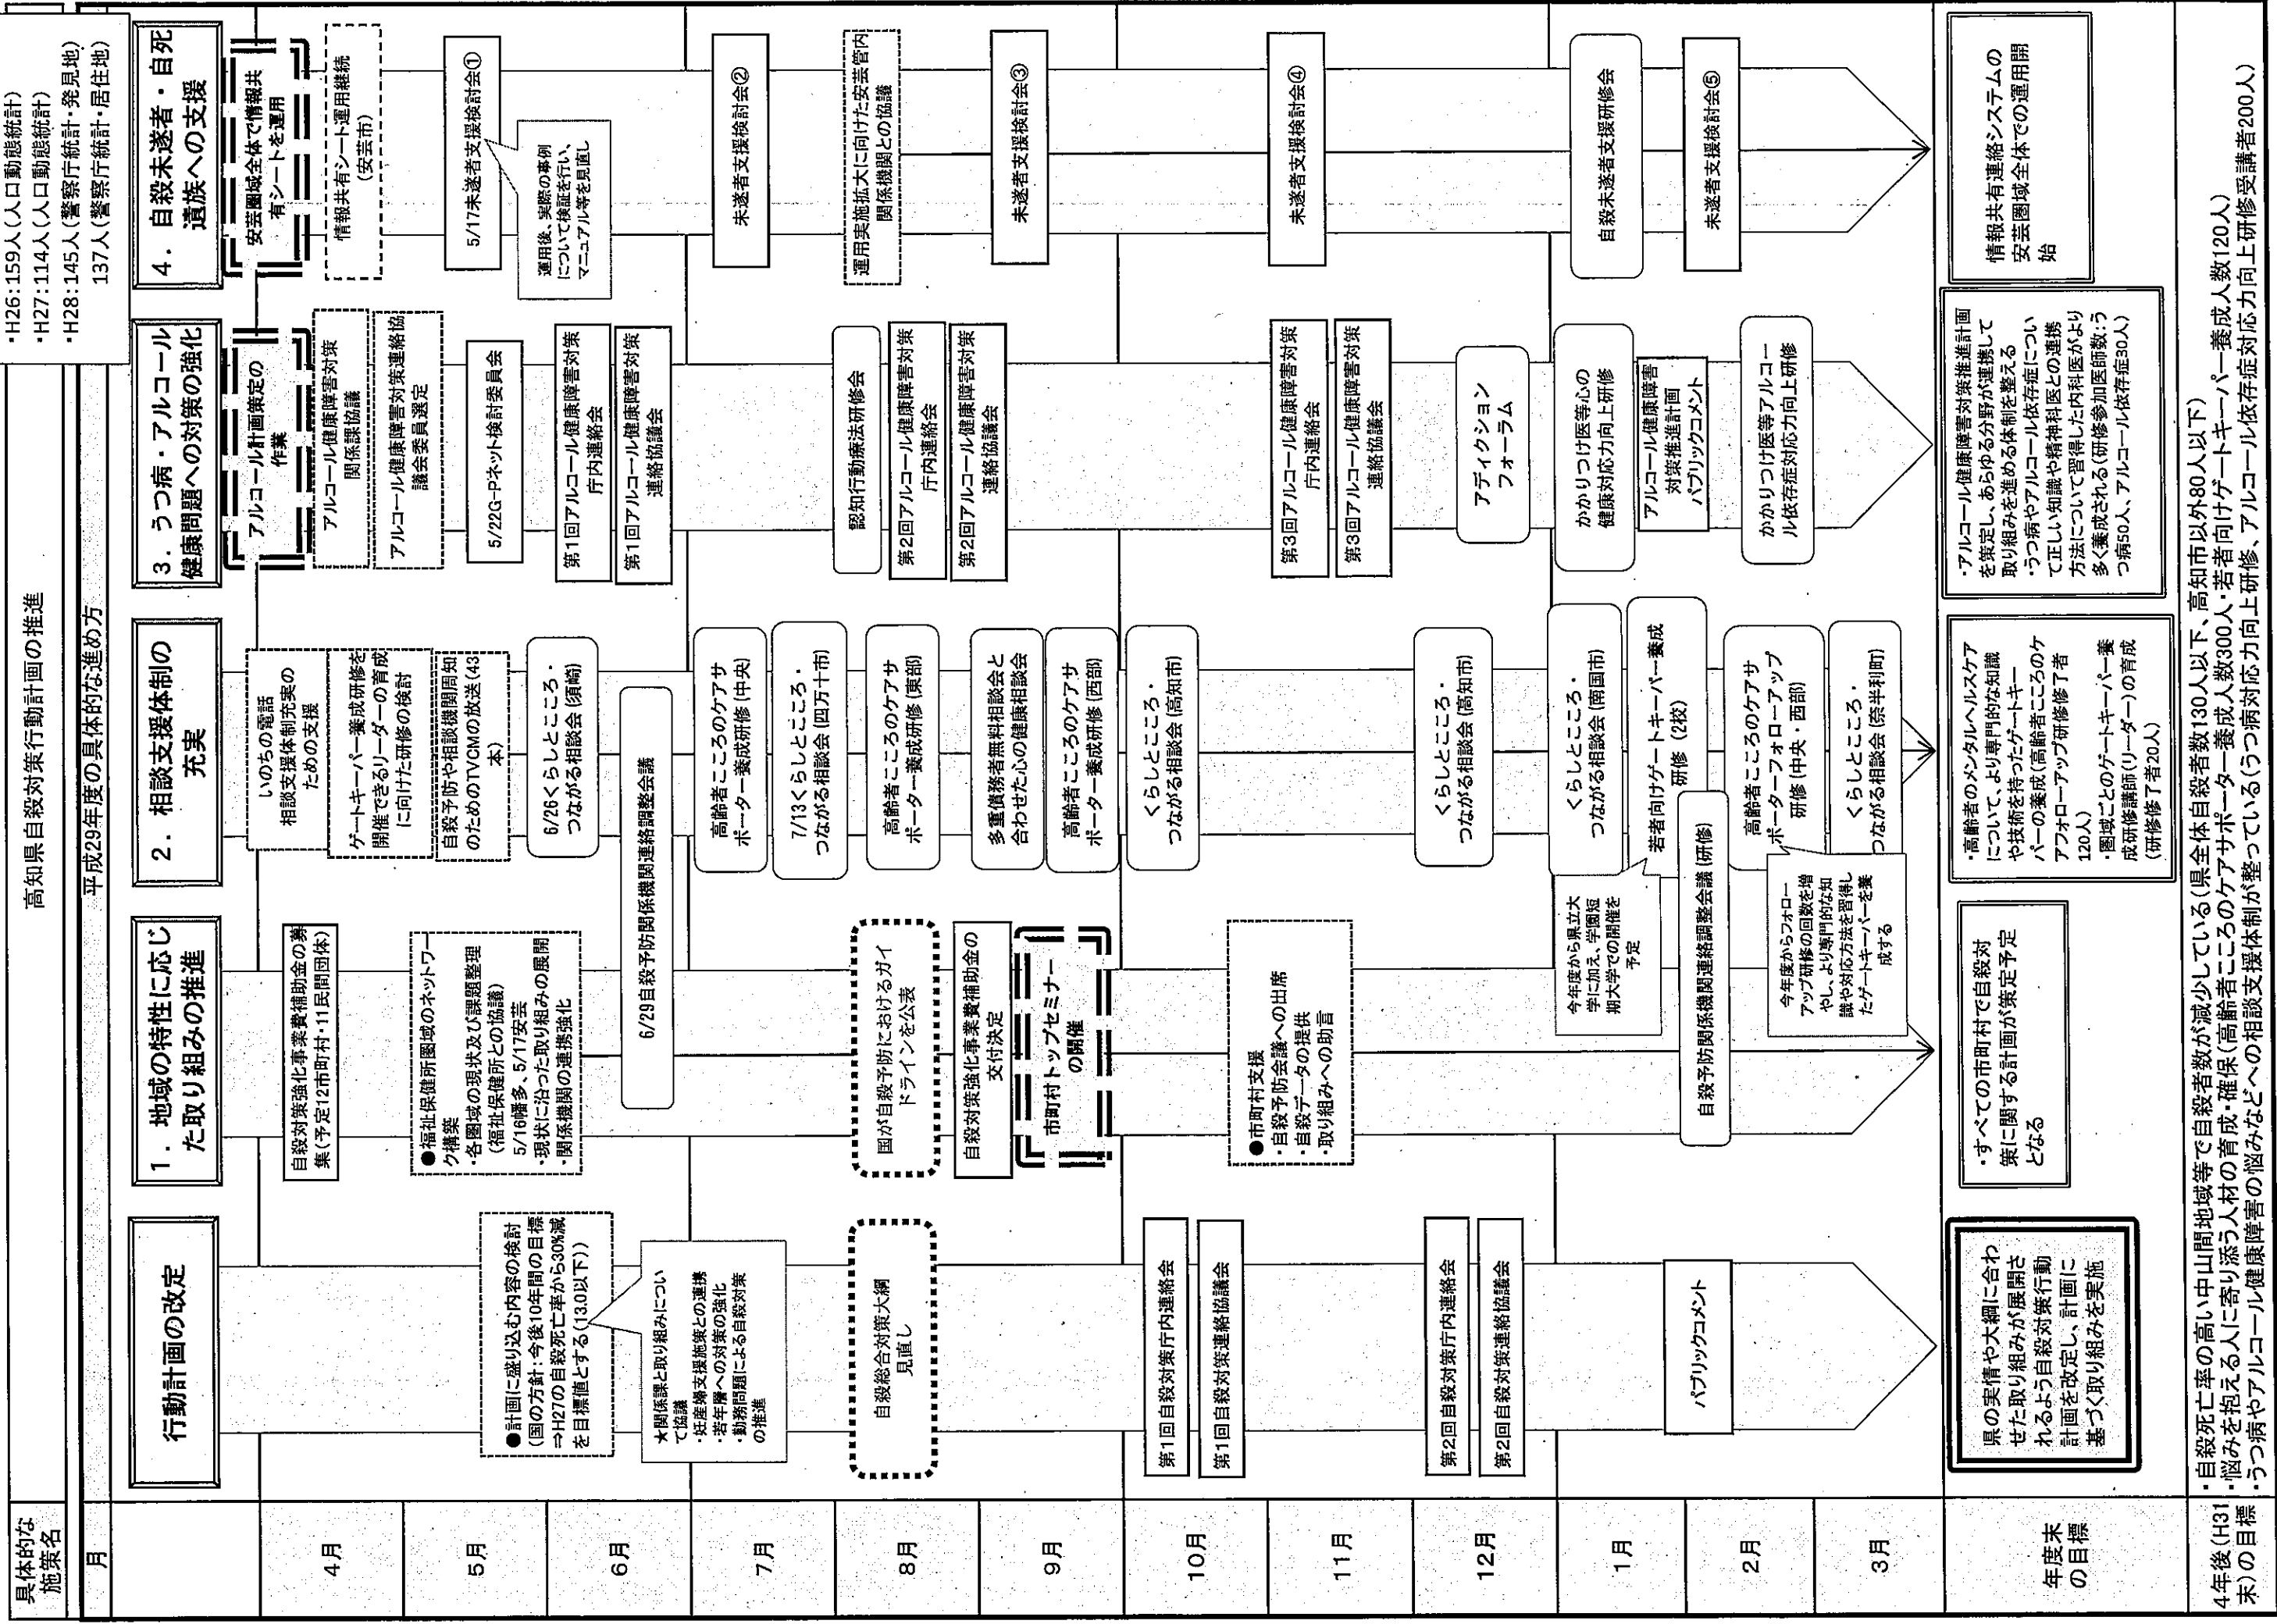 具体的な
施策名
高知県自殺対策行動計画の推進
・H26:159人(人口動態統計)
・H27:114人(人口動態統計)
・H28:145人(警察庁統計・発見地)
137人(警察庁統計・居住地)
月
平成29年度の具体的な進め方
行動計画の改定
1. 地域の特性に応じ
た取り組みの推進
2. 相談支援体制の
充実
3. うつ病・アルコール
健康問題への対策の強化
4. 自殺未遂者・自死
遺族への支援
4月
5月
6月
7月
8月
9月
10月
11月
12月
1月
2月
3月
年度末
の目標
4年後(H31
末)の目標
●計画に盛り込む内容の検討
(国の方針:今後10年間の目標
⇒H27の自殺死亡率から30%減
を目標値とする(13.0以下))
★関係課と取り組みについ
て協議
・妊産婦支援施策との連携
・若年層への対策の強化
・勤務問題による自殺対策
の推進
自殺総合対策大綱
見直し
第1回自殺対策庁内連絡会
第1回自殺対策連絡協議会
第2回自殺対策庁内連絡会
第2回自殺対策連絡協議会
パブリックコメント
県の実情や大綱に合わ
せた取り組みが展開さ
れるよう自殺対策行動
計画を改定し、計画に
基づく取り組みを実施
自殺対策強化事業費補助金の募
集(予定12市町村・11民間団体)
●福祉保健所圏域のネットワー
ク構築
・各圏域の現状及び課題整理
(福祉保健所との協議)
5/16幡多、5/17安芸
・現状に沿った取り組みの展開
・関係機関の連携強化
6/29自殺予防関係機関連絡調整会議
国が自殺予防におけるガイ
ドラインを公表
自殺対策強化事業費補助金の
交付決定
市町村トップセミナー
の開催
●市町村支援
・自殺予防会議への出席
・自殺データの提供
・取り組みへの助言
自殺予防関係機関連絡調整会議(研修)
・すべての市町村で自殺対
策に関する計画が策定予定
となる
いのちの電話
相談支援体制充実の
ための支援
ゲートキーパー養成研修を
開催できるリーダーの育成
に向けた研修の検討
自殺予防や相談機関周知
のためのTVCMの放送(43
本)
6/26くらしとこころ・
つながる相談会(須崎)
高齢者こころのケアサ
ポーター養成研修(中央)
7/13くらしとこころ・
つながる相談会(四万十市)
高齢者こころのケアサ
ポーター養成研修(東部)
多重債務者無料相談会と
合わせた心の健康相談会
高齢者こころのケアサ
ポーター養成研修(西部)
くらしとこころ・
つながる相談会(高知市)
くらしとこころ・
つながる相談会(高知市)
くらしとこころ・
つながる相談会(南国市)
若者向けゲートキーパー養成
研修(2校)
今年度から県立大
学に加え、学園短
期大学での開催を
予定
高齢者こころのケアサ
ポーターフォローアップ
研修(中央・西部)
今年度からフォロー
アップ研修の回数を増
やし、より専門的な知
識や対応方法を習得し
たゲートキーパーを養
成する
くらしとこころ・
つながる相談会(奈半利町)
・高齢者のメンタルヘルスケア
について、より専門的な知識
や技術を持ったゲートキー
パーの養成(高齢者こころのケ
アフォローアップ研修修了者
120人)
・圏域ごとのゲートキーパー養
成研修講師(リーダー)の育成
(研修修了者20人)
アルコール計画策定の
作業
アルコール健康障害対策
関係課協議
アルコール健康障害対策連絡協
議会委員選定
5/22G-Pネット検討委員会
第1回アルコール健康障害対策
庁内連絡会
第1回アルコール健康障害対策
連絡協議会
認知行動療法研修会
第2回アルコール健康障害対策
庁内連絡会
第2回アルコール健康障害対策
連絡協議会
第3回アルコール健康障害対策
庁内連絡会
第3回アルコール健康障害対策
連絡協議会
アディクション
フォーラム
かかりつけ医等心の
健康対応力向上研修
アルコール健康障害
対策推進計画
パブリックコメント
かかりつけ医等アルコー
ル依存症対応力向上研修
・アルコール健康障害対策推進計画
を策定し、あらゆる分野が連携して
取り組みを進める体制を整える
・うつ病やアルコール依存症につい
て正しい知識や精神科医との連携
方法について習得した内科医がより
多く養成される(研修参加医師数:う
つ病50人、アルコール依存症30人)
安芸圏域全体で情報共
有シートを運用
情報共有シート運用継続
(安芸市)
5/17未遂者支援検討会①
運用後、実際の事例
について検証を行い、
マニュアル等を見直し
未遂者支援検討会②
運用実施拡大に向けた安芸管内
関係機関との協議
未遂者支援検討会③
未遂者支援検討会④
自殺未遂者支援研修会
未遂者支援検討会⑤
情報共有連絡システムの
安芸圏域全体での運用開
始
・自殺死亡率の高い中山間地域等で自殺者数が減少している(県全体自殺者数130人以下、高知市以外80人以下)
・悩みを抱える人に寄り添う人材の育成・確保(高齢者こころのケアサポーター養成人数300人・若者向けゲートキーパー養成人数120人)
・うつ病やアルコール健康障害の悩みなどへの相談支援体制が整っている(うつ病対応力向上研修、アルコール依存症対応力向上研修受講者200人)